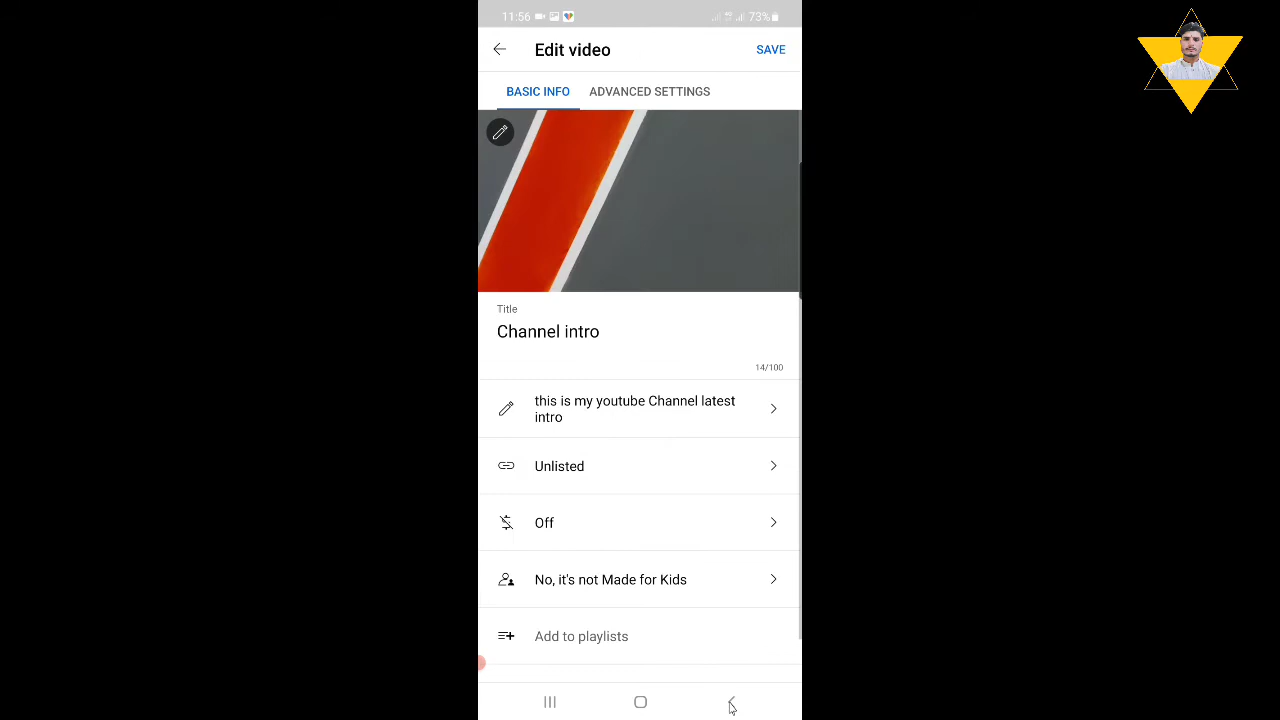 11:56 73%
Edit video SAVE
BASIC INFO ADVANCED SETTINGS
Title
Channel intro
14/100
this is my youtube Channel latest
intro
Unlisted
Off
No, it's not Made for Kids
Add to playlists